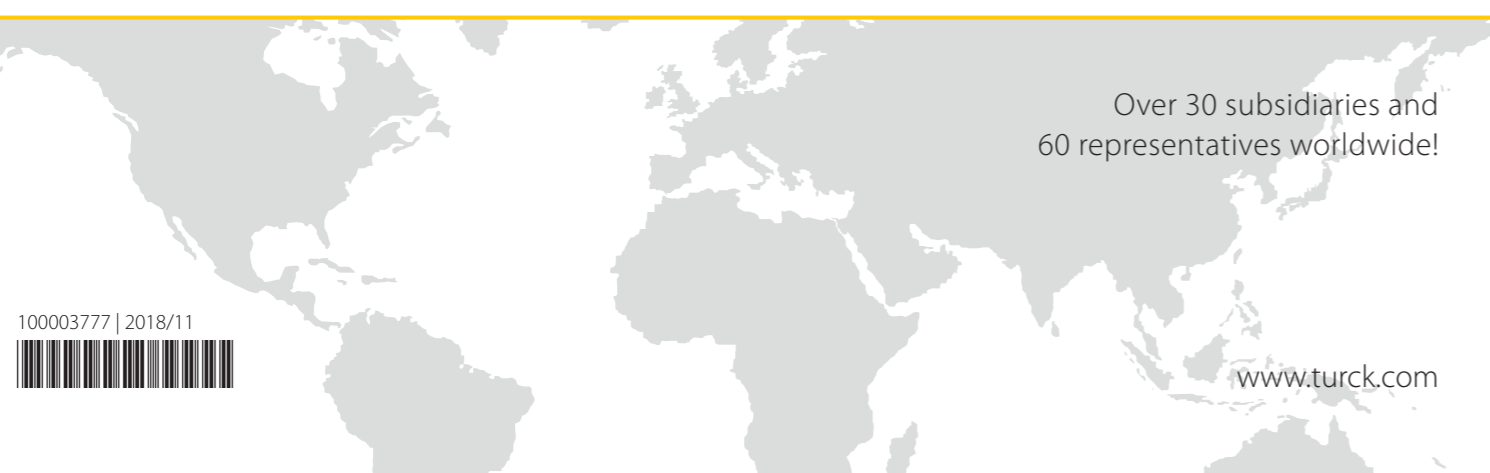 Over 30 subsidiaries and
60 representatives worldwide!
100003777 | 2018/11
www.turck.com